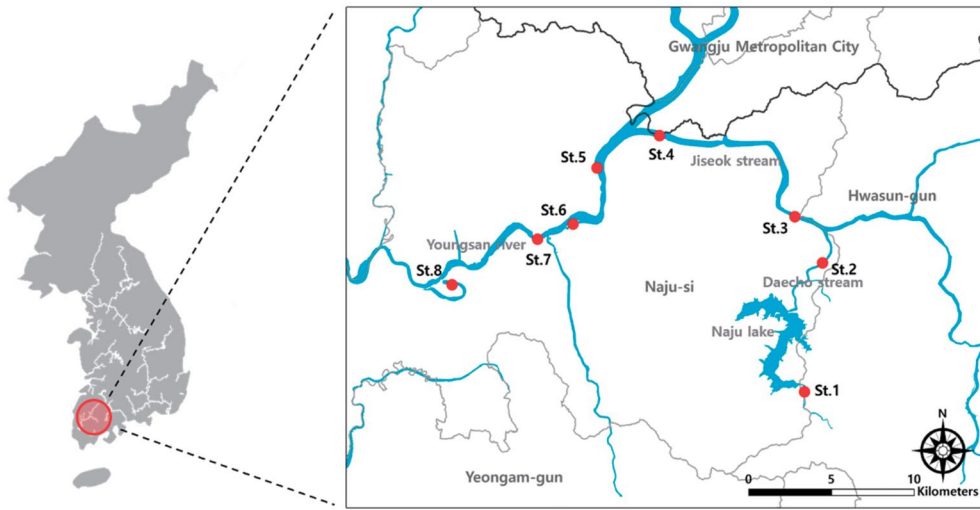 Gwangju Metropolitan City
St.4
Jiseok stream
St.5
Hwasun-gun
St.6
St.3
Youngsan river
St.7
St.2
St.8
Daecho stream
Naju-si
Naju lake
St.1
N
Yeongam-gun
0 5 10
Kilometers